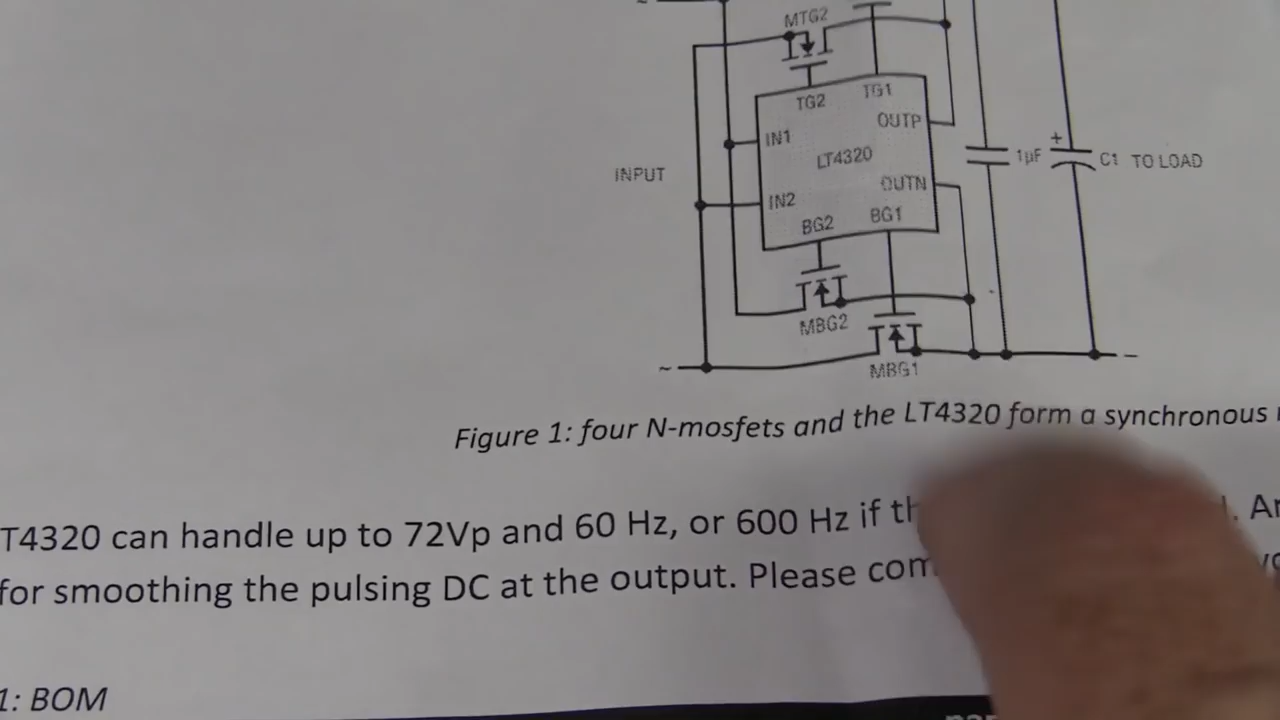 ~
MTG2
TG2 TG1
OUTP
IN1
LT4320
1µF + C1 TO LOAD
INPUT
OUTN
IN2
BG2 BG1
MBG2
~ −
MBG1
Figure 1: four N-mosfets and the LT4320 form a synchronous
T4320 can handle up to 72Vp and 60 Hz, or 600 Hz if th
for smoothing the pulsing DC at the output. Please com
1: BOM